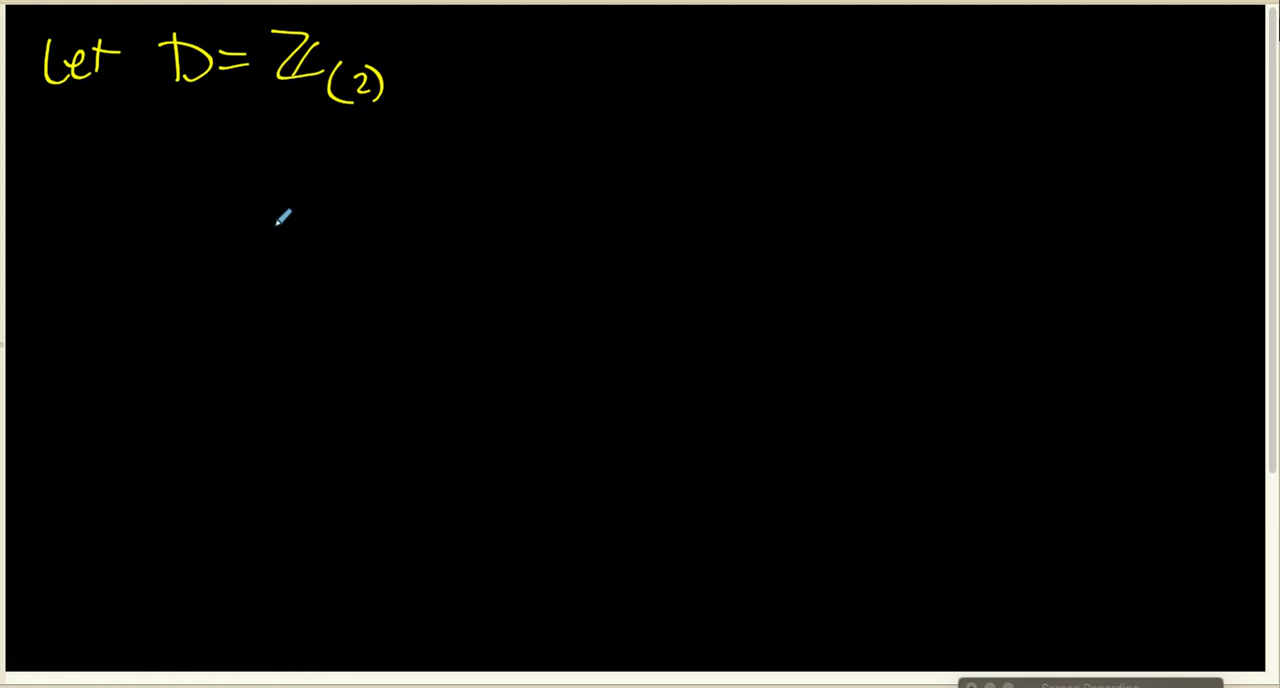 Let D = ℤ₍₂₎